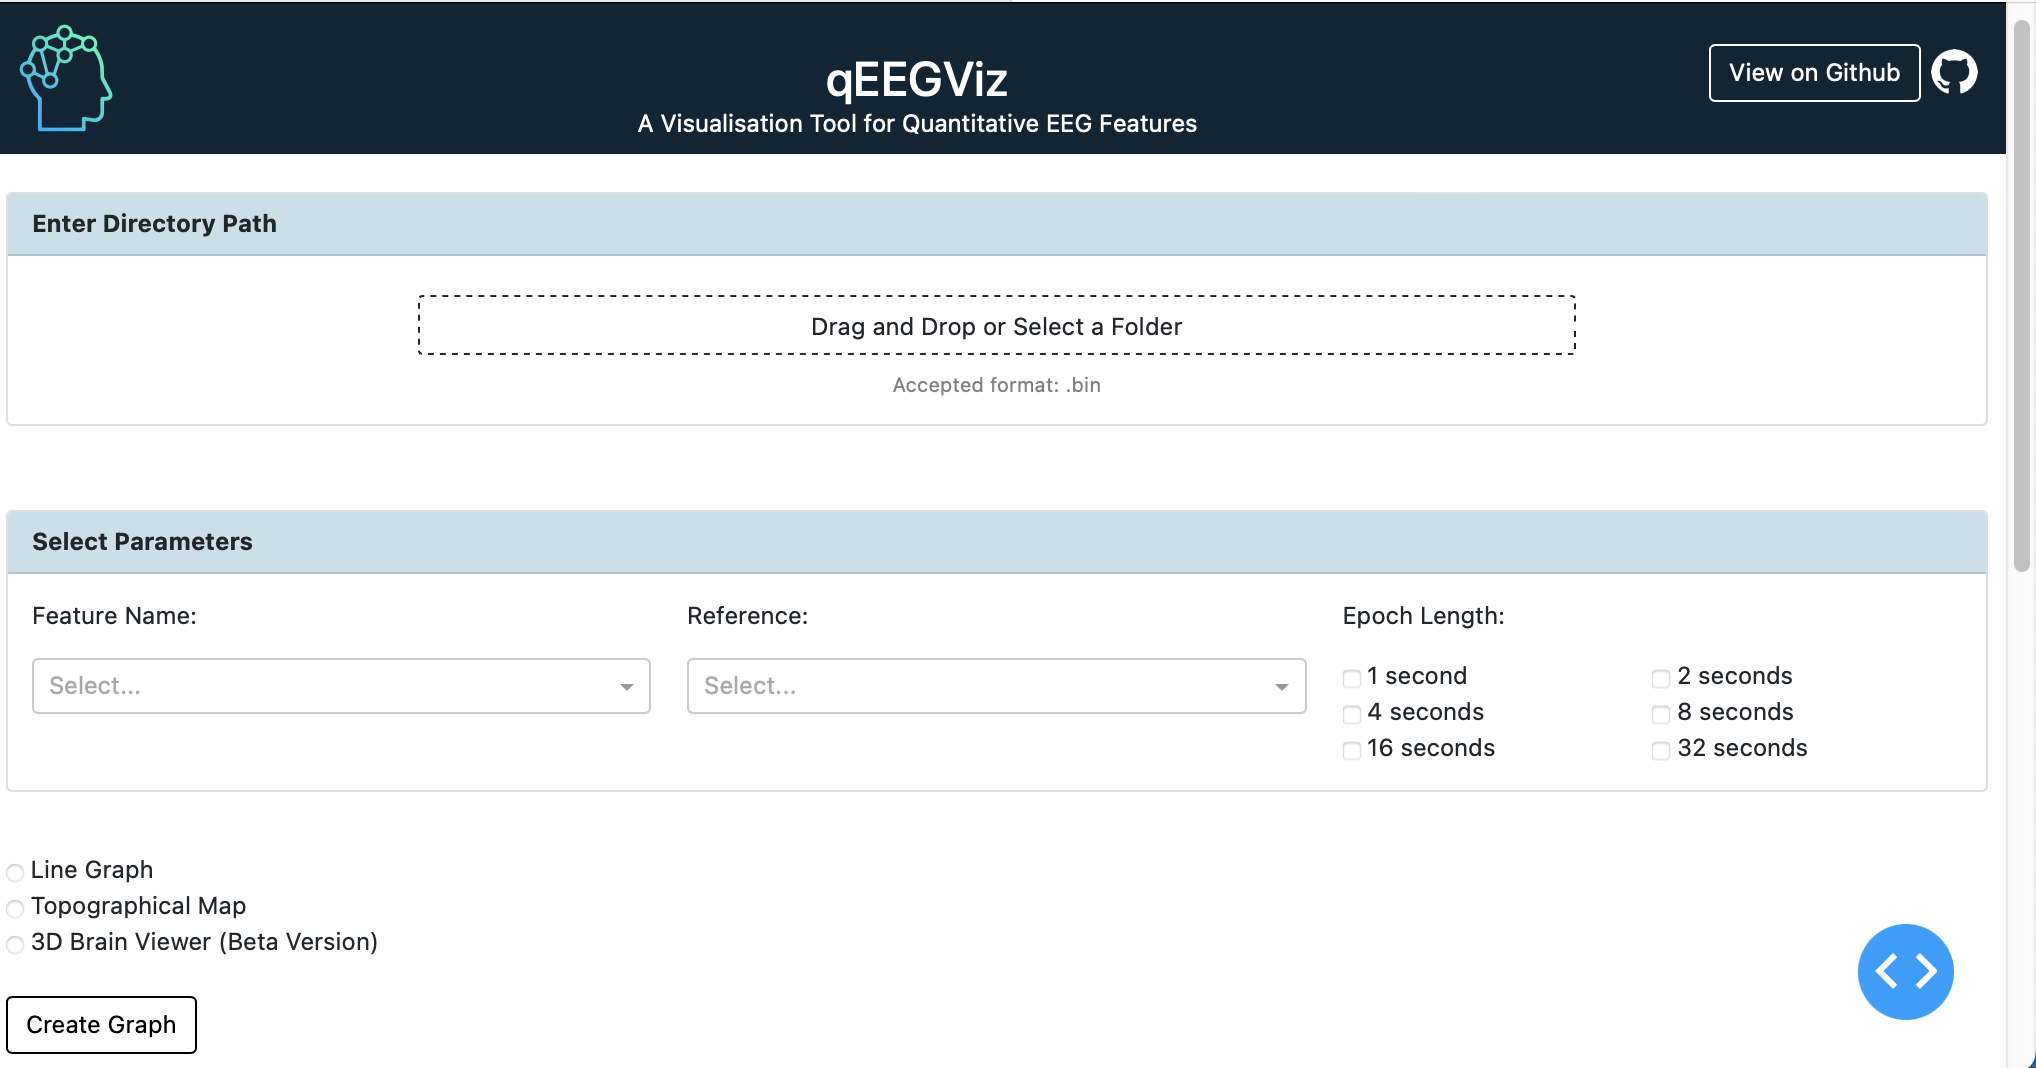 qEEGViz
A Visualisation Tool for Quantitative EEG Features
View on Github
Enter Directory Path
Drag and Drop or Select a Folder
Accepted format: .bin
Select Parameters
Feature Name:
Reference:
Epoch Length:
Select...
Select...
1 second
2 seconds
4 seconds
8 seconds
16 seconds
32 seconds
Line Graph
Topographical Map
3D Brain Viewer (Beta Version)
Create Graph